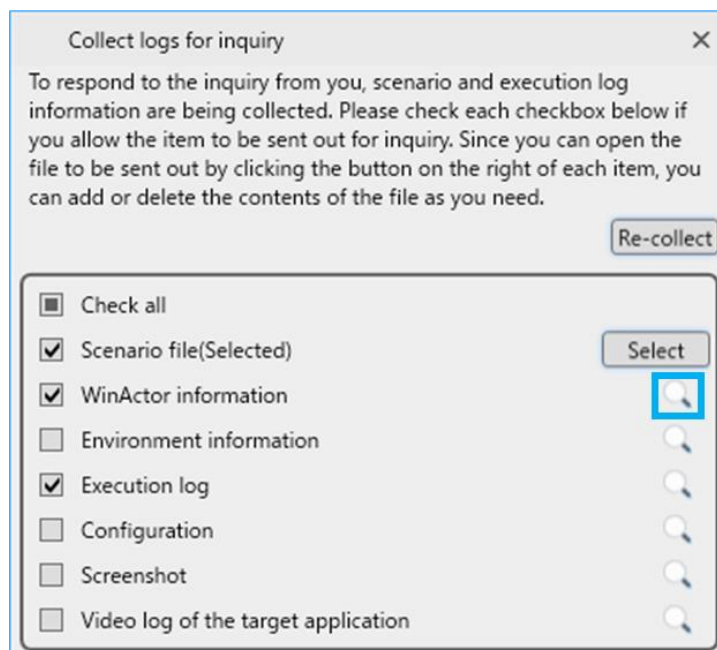 Collect logs for inquiry
To respond to the inquiry from you, scenario and execution log
information are being collected. Please check each checkbox below if
you allow the item to be sent out for inquiry. Since you can open the
file to be sent out by clicking the button on the right of each item, you
can add or delete the contents of the file as you need.
Re-collect
Check all
Scenario file(Selected) Select
WinActor information
Environment information
Execution log
Configuration
Screenshot
Video log of the target application